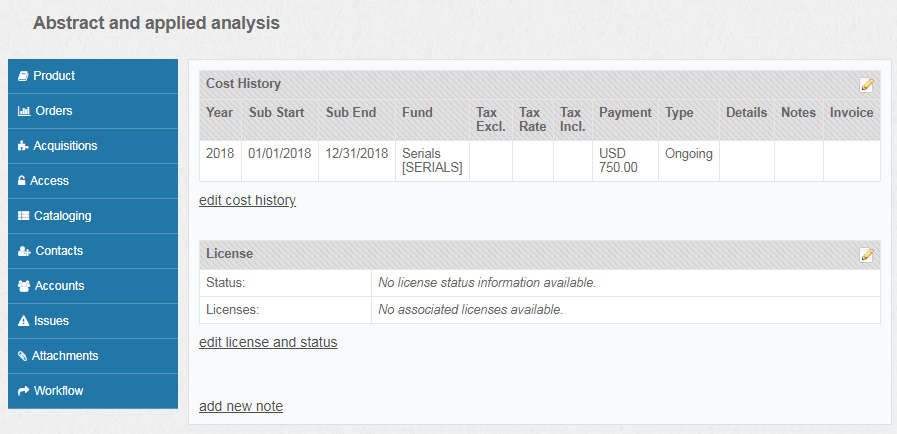 Abstract and applied analysis
Product
Orders
Acquisitions
Access
Cataloging
Contacts
Accounts
Issues
Attachments
Workflow
Cost History
Year Sub Start Sub End Fund Tax Excl. Tax Rate Tax Incl. Payment Type Details Notes Invoice
2018 01/01/2018 12/31/2018 Serials [SERIALS] USD 750.00 Ongoing
edit cost history
License
Status: No license status information available.
Licenses: No associated licenses available.
edit license and status
add new note